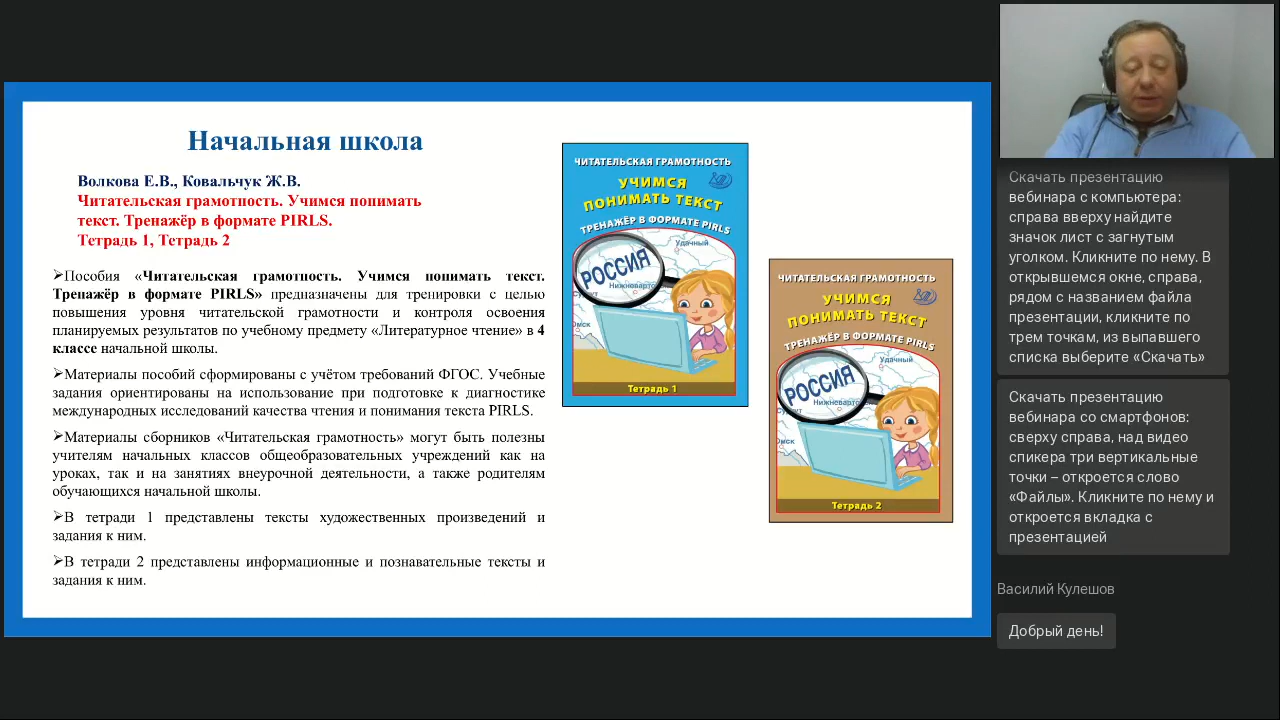 Начальная школа
Волкова Е.В., Ковальчук Ж.В.
Читательская грамотность. Учимся понимать
текст. Тренажёр в формате PIRLS.
Тетрадь 1, Тетрадь 2
➢Пособия «Читательская грамотность. Учимся понимать текст.
Тренажёр в формате PIRLS» предназначены для тренировки с целью
повышения уровня читательской грамотности и контроля освоения
планируемых результатов по учебному предмету «Литературное чтение» в 4
классе начальной школы.
➢Материалы пособий сформированы с учётом требований ФГОС. Учебные
задания ориентированы на использование при подготовке к диагностике
международных исследований качества чтения и понимания текста PIRLS.
➢Материалы сборников «Читательская грамотность» могут быть полезны
учителям начальных классов общеобразовательных учреждений как на
уроках, так и на занятиях внеурочной деятельности, а также родителям
обучающихся начальной школы.
➢В тетради 1 представлены тексты художественных произведений и
задания к ним.
➢В тетради 2 представлены информационные и познавательные тексты и
задания к ним.
ЧИТАТЕЛЬСКАЯ ГРАМОТНОСТЬ
УЧИМСЯ
ПОНИМАТЬ ТЕКСТ
ТРЕНАЖЁР В ФОРМАТЕ PIRLS
Удачный
РОССИЯ
Нижневарто
Омск
Тетрадь 1
ЧИТАТЕЛЬСКАЯ ГРАМОТНОСТЬ
УЧИМСЯ
ПОНИМАТЬ ТЕКСТ
ТРЕНАЖЁР В ФОРМАТЕ PIRLS
Удачный
РОССИЯ
Нижневарто
Омск
Тетрадь 2
Скачать презентацию
вебинара с компьютера:
справа вверху найдите
значок лист с загнутым
уголком. Кликните по нему. В
открывшемся окне, справа,
рядом с названием файла
презентации, кликните по
трем точкам, из выпавшего
списка выберите «Скачать»
Скачать презентацию
вебинара со смартфонов:
сверху справа, над видео
спикера три вертикальные
точки – откроется слово
«Файлы». Кликните по нему и
откроется вкладка с
презентацией
Василий Кулешов
Добрый день!